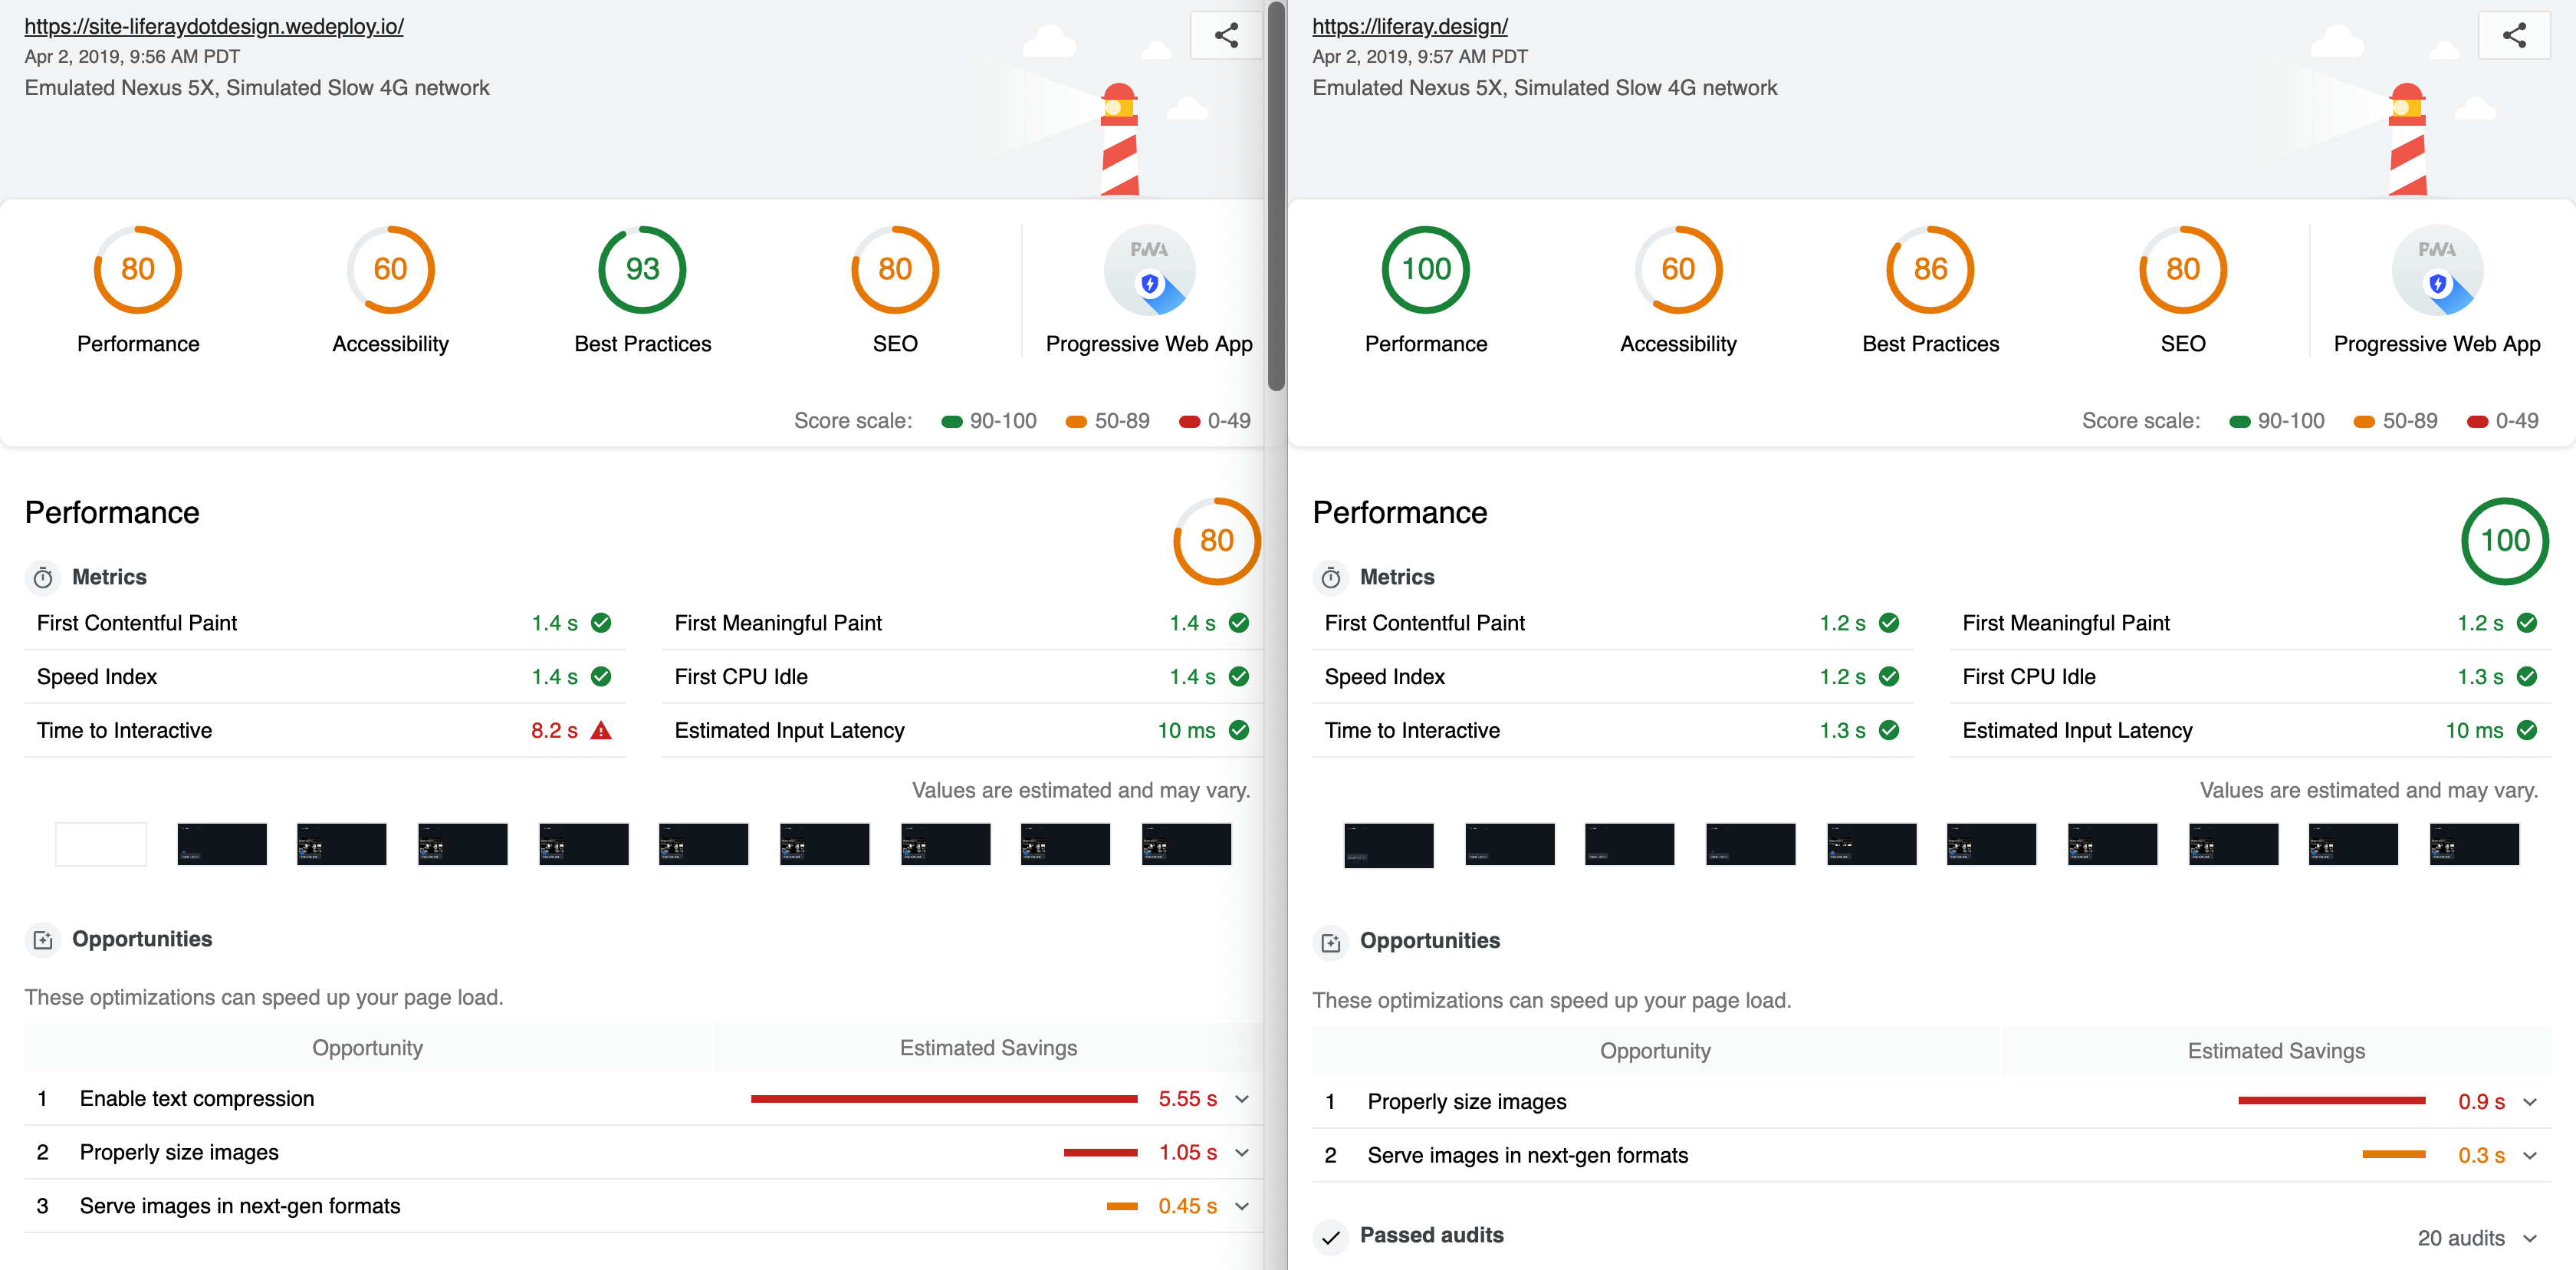 https://site-liferaydotdesign.wedeploy.io/
Apr 2, 2019, 9:56 AM PDT
Emulated Nexus 5X, Simulated Slow 4G network
80
Performance
60
Accessibility
93
Best Practices
80
SEO
PWA
Progressive Web App
Score scale: 90-100 50-89 0-49
Performance
80
Metrics
First Contentful Paint 1.4 s
First Meaningful Paint 1.4 s
Speed Index 1.4 s
First CPU Idle 1.4 s
Time to Interactive 8.2 s
Estimated Input Latency 10 ms
Values are estimated and may vary.
Opportunities
These optimizations can speed up your page load.
Opportunity Estimated Savings
1 Enable text compression 5.55 s
2 Properly size images 1.05 s
3 Serve images in next-gen formats 0.45 s
https://liferay.design/
Apr 2, 2019, 9:57 AM PDT
Emulated Nexus 5X, Simulated Slow 4G network
100
Performance
60
Accessibility
86
Best Practices
80
SEO
PWA
Progressive Web App
Score scale: 90-100 50-89 0-49
Performance
100
Metrics
First Contentful Paint 1.2 s
First Meaningful Paint 1.2 s
Speed Index 1.2 s
First CPU Idle 1.3 s
Time to Interactive 1.3 s
Estimated Input Latency 10 ms
Values are estimated and may vary.
Opportunities
These optimizations can speed up your page load.
Opportunity Estimated Savings
1 Properly size images 0.9 s
2 Serve images in next-gen formats 0.3 s
Passed audits 20 audits